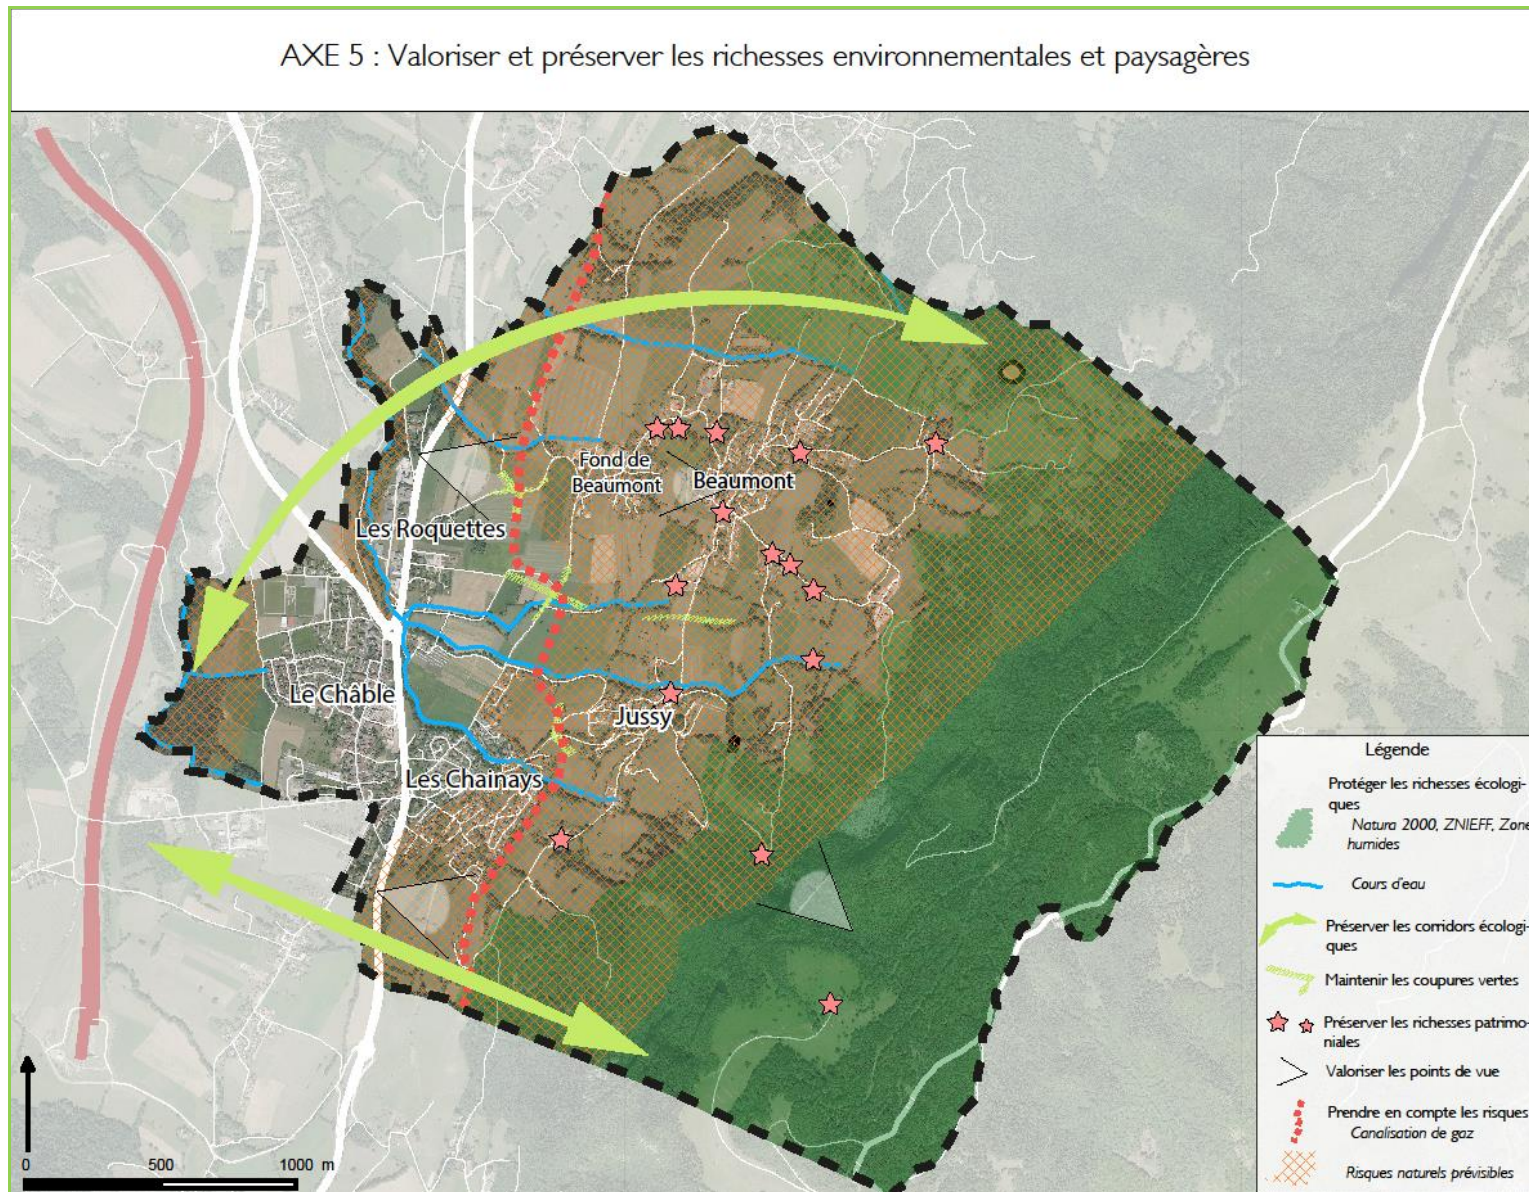 AXE 5 : Valoriser et préserver les richesses environnementales et paysagères
Fond de
Beaumont
Beaumont
Les Roquettes
Le Châble
Jussy
Les Chainays
Légende
Protéger les richesses écologi-
ques
Natura 2000, ZNIEFF, Zone
humides
Cours d'eau
Préserver les corridors écologi-
ques
Maintenir les coupures vertes
Préserver les richesses patrimo-
niales
Valoriser les points de vue
Prendre en compte les risques
Canalisation de gaz
Risques naturels prévisibles
0 500 1000 m